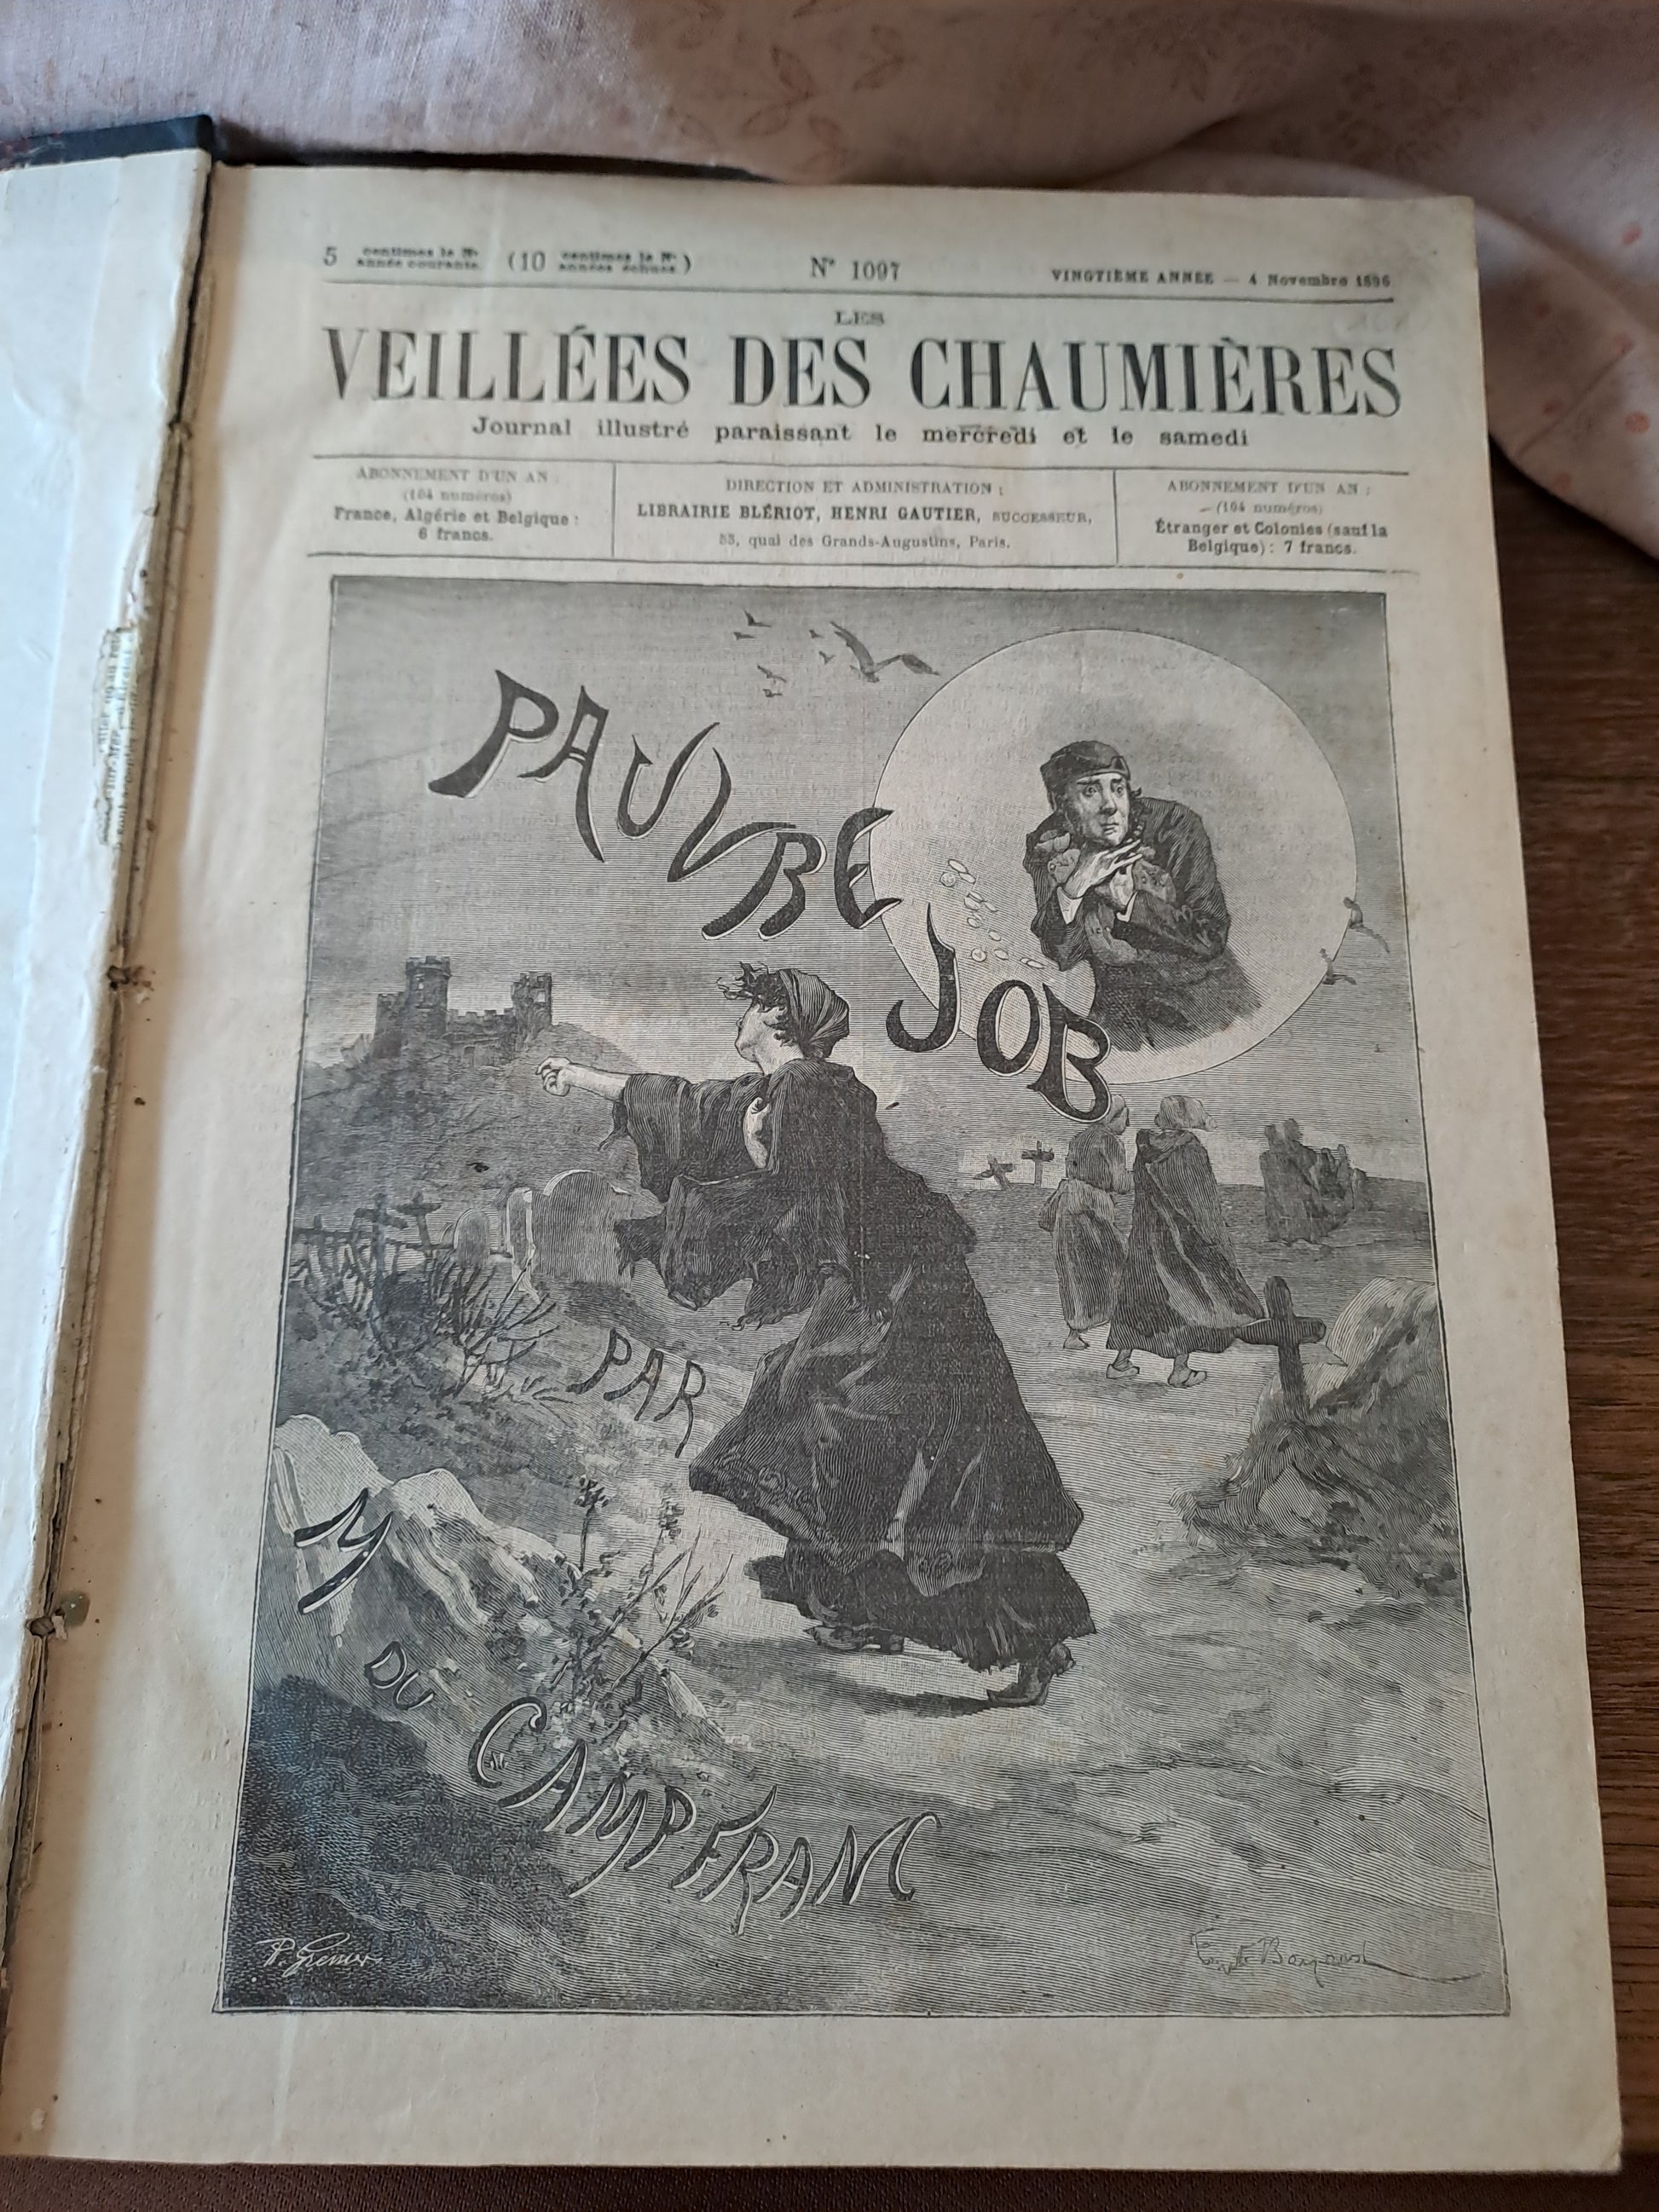 5 centimes le N° année courante (10 centimes le N° années échues) N° 1097 VINGTIÈME ANNÉE — 4 Novembre 1896
LES
VEILLÉES DES CHAUMIÈRES
Journal illustré paraissant le mercredi et le samedi
ABONNEMENT D'UN AN :
(104 numéros)
France, Algérie et Belgique :
6 francs.
DIRECTION ET ADMINISTRATION :
LIBRAIRIE BLÉRIOT, HENRI GAUTIER, SUCCESSEUR,
55, quai des Grands-Augustins, Paris.
ABONNEMENT D'UN AN :
(104 numéros)
Étranger et Colonies (sauf la
Belgique) : 7 francs.
PAUVRE
JOB
PAR
M
DU
CAMPFRANC